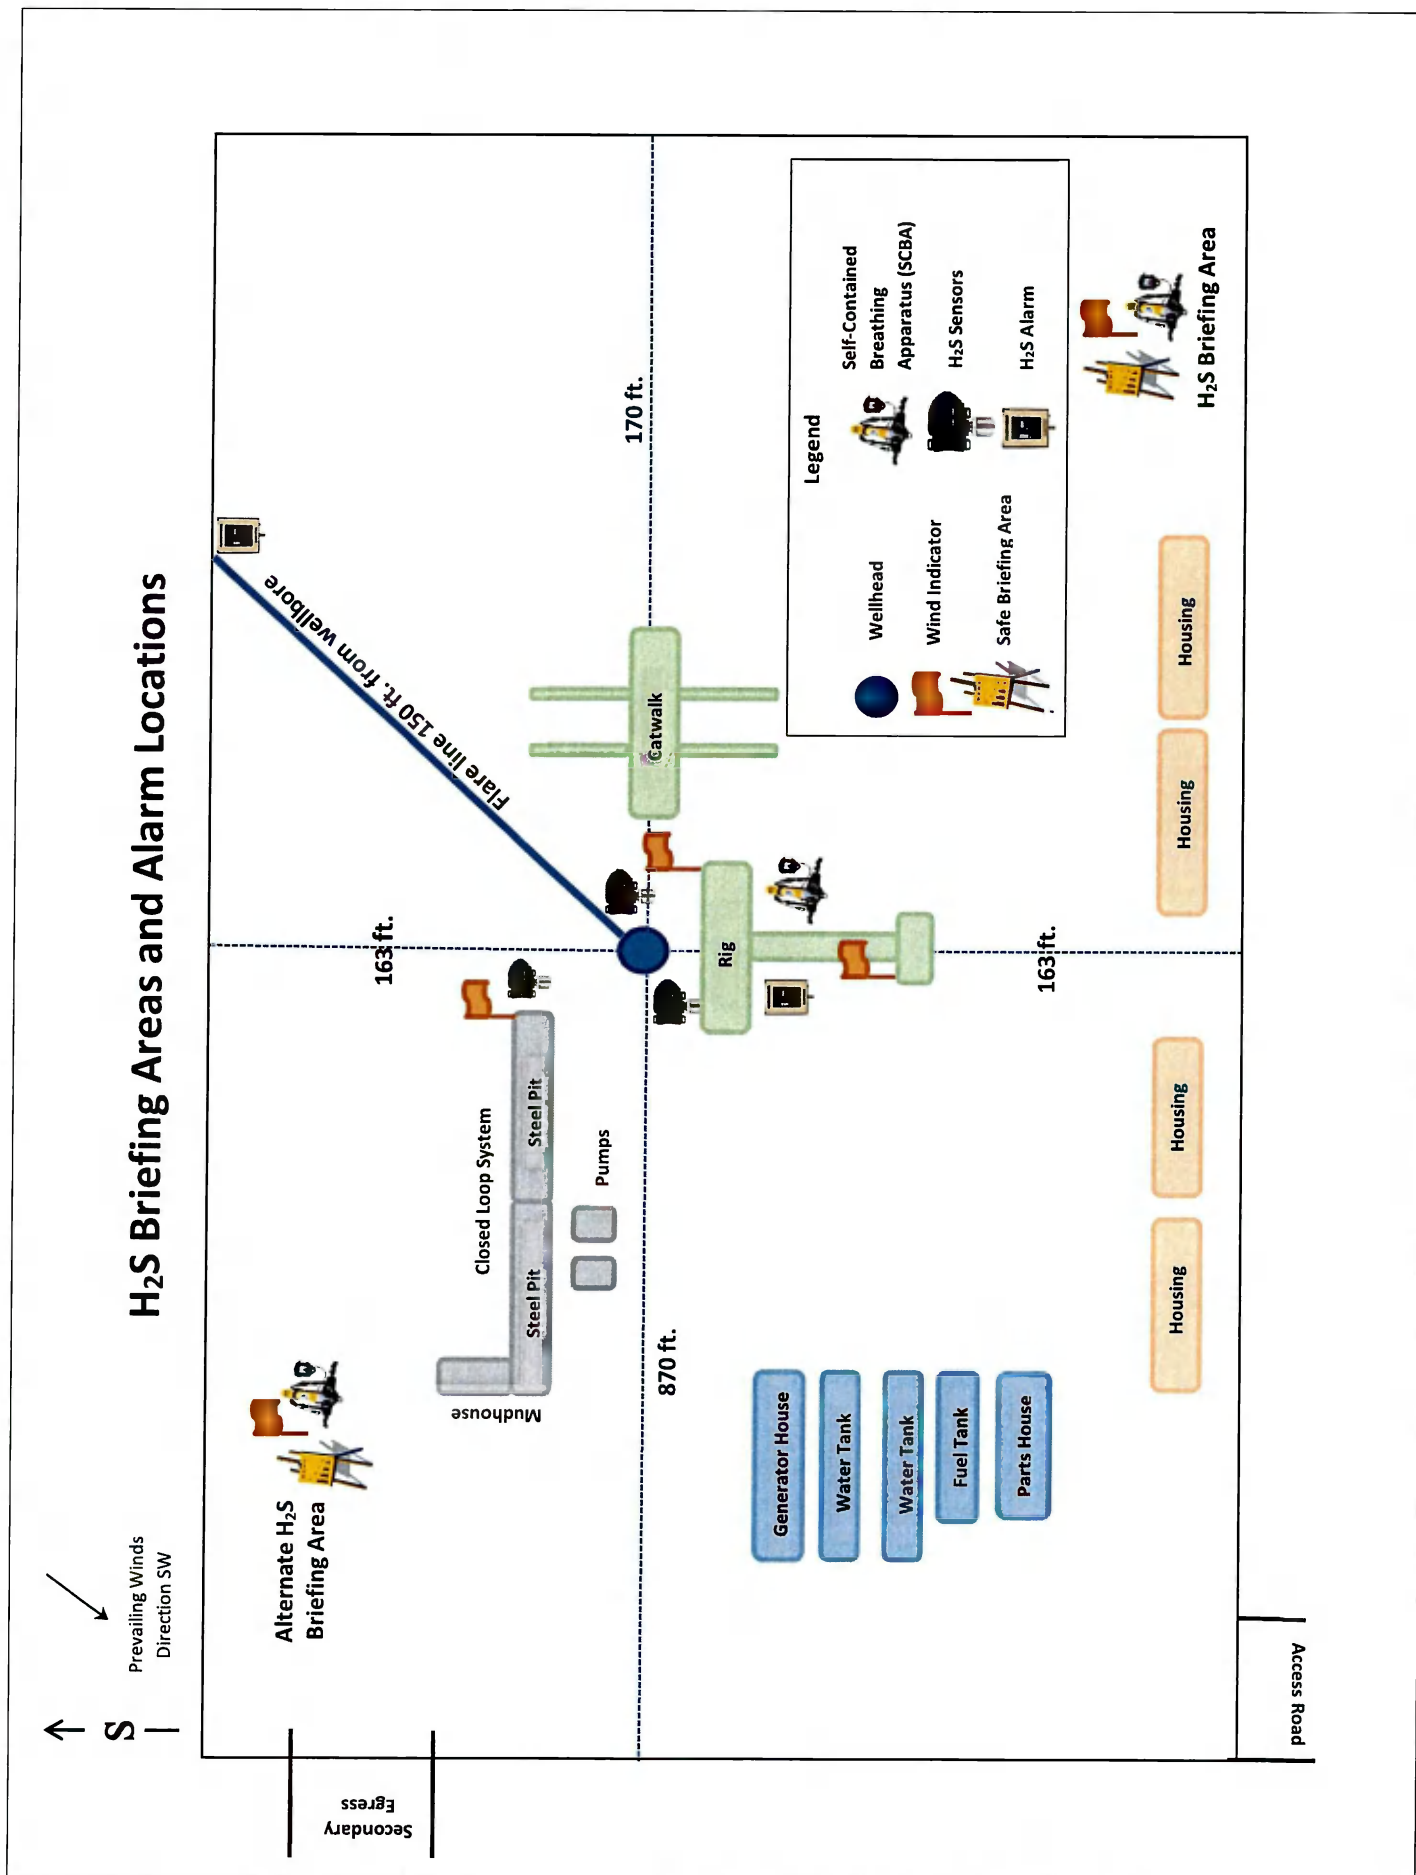 H₂S Briefing Areas and Alarm Locations
S
Prevailing Winds
Direction SW
Secondary
Egress
Alternate H₂S
Briefing Area
Mudhouse
Closed Loop System
Steel Pit
Steel Pit
Pumps
163 ft.
Flare line 150 ft. from wellbore
870 ft.
170 ft.
Catwalk
Rig
163 ft.
Generator House
Water Tank
Water Tank
Fuel Tank
Parts House
Legend
Wellhead
Wind Indicator
Safe Briefing Area
Self-Contained
Breathing
Apparatus (SCBA)
H₂S Sensors
H₂S Alarm
Housing
Housing
Housing
Housing
H₂S Briefing Area
Access Road